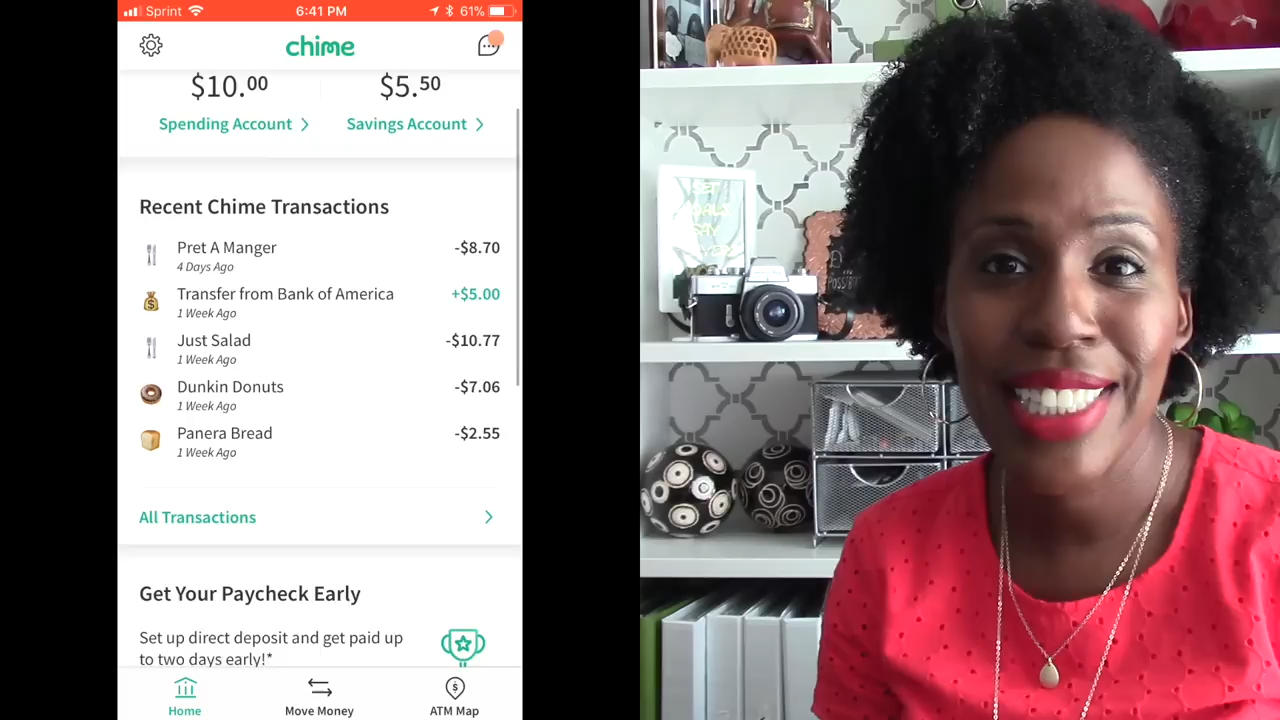 Sprint 6:41 PM 61%
chime
$10.00 $5.50
Spending Account Savings Account
Recent Chime Transactions
Pret A Manger -$8.70
4 Days Ago
Transfer from Bank of America +$5.00
1 Week Ago
Just Salad -$10.77
1 Week Ago
Dunkin Donuts -$7.06
1 Week Ago
Panera Bread -$2.55
1 Week Ago
All Transactions
Get Your Paycheck Early
Set up direct deposit and get paid up
to two days early!*
Home Move Money ATM Map
SET
GOALS
SAY